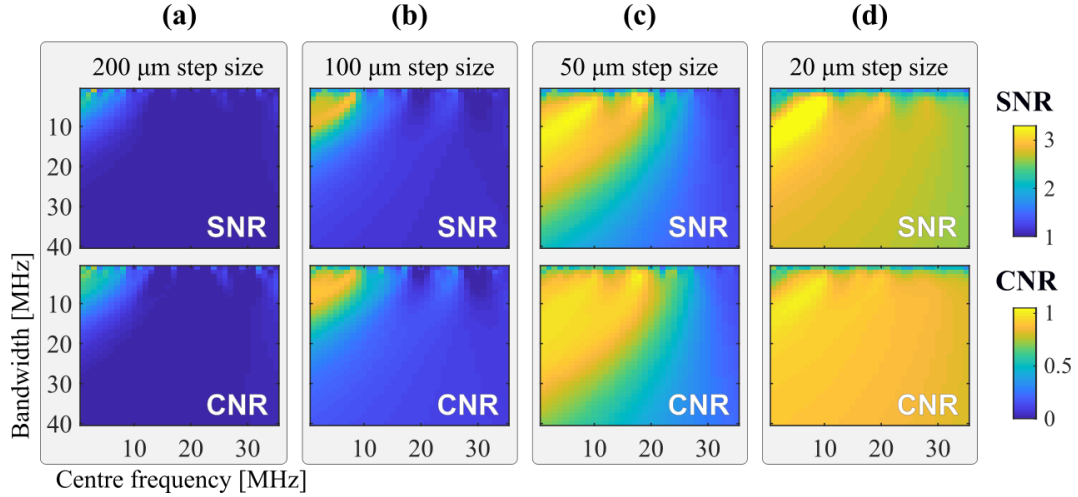 (a) (b) (c) (d)
200 μm step size 100 μm step size 50 μm step size 20 μm step size
SNR
10
20
30
40
SNR SNR SNR SNR
3
2
1
CNR
10
20
30
40
CNR CNR CNR CNR
1
0.5
0
Bandwidth [MHz]
10 20 30 10 20 30 10 20 30 10 20 30
Centre frequency [MHz]